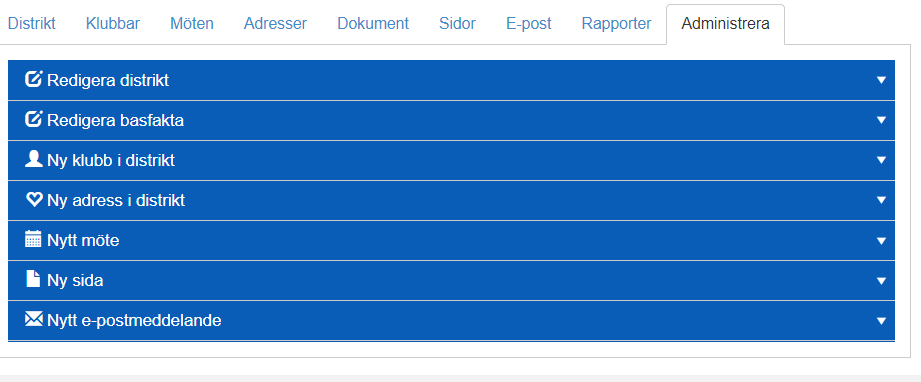 Distrikt Klubbar Möten Adresser Dokument Sidor E-post Rapporter Administrera
Redigera distrikt
Redigera basfakta
Ny klubb i distrikt
Ny adress i distrikt
Nytt möte
Ny sida
Nytt e-postmeddelande